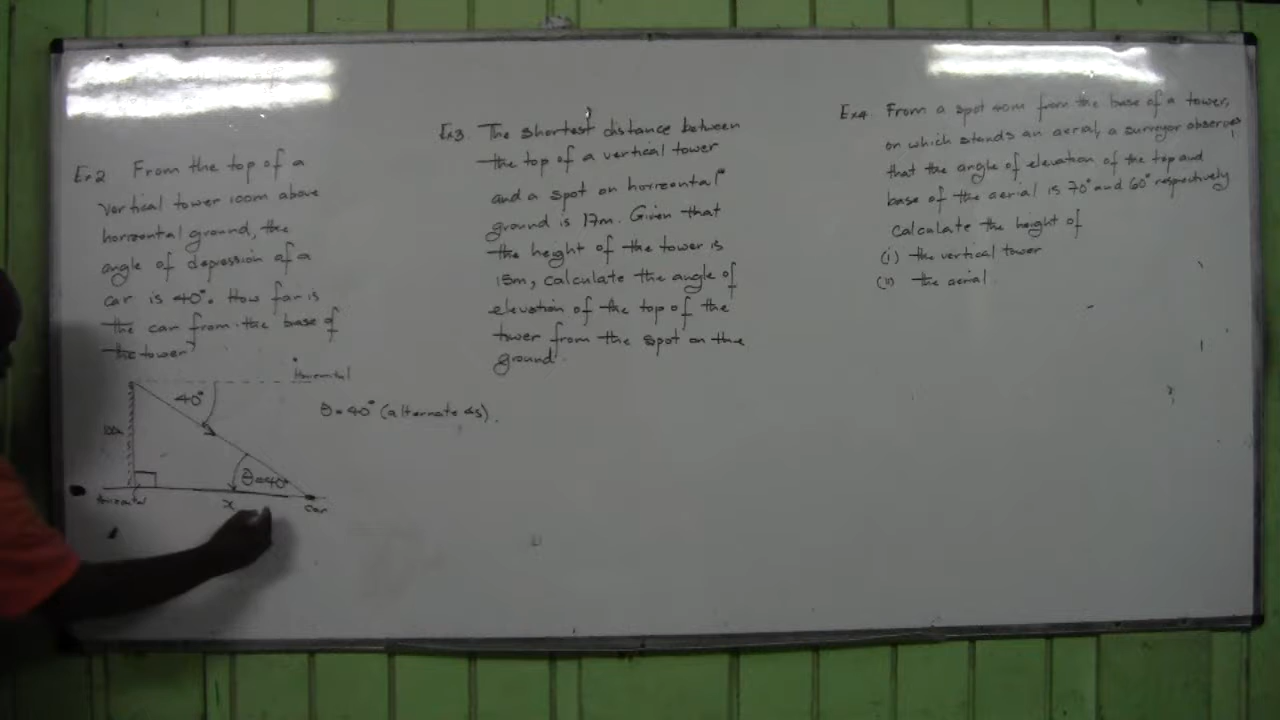 Ex2 From the top of a
vertical tower 100m above
horizontal ground, the
angle of depression of a
car is 40°. How far is
the car from the base of
the tower
Horizontal
40°
100m
θ=40°
Horizontal
x
car
θ = 40° (alternate ∠s).
Ex3 The shortest distance between
the top of a vertical tower
and a spot on horizontal
ground is 17m. Given that
the height of the tower is
15m, calculate the angle of
elevation of the top of the
tower from the spot on the
ground.
Ex4 From a spot 40m from the base of a tower,
on which stands an aerial, a surveyor observes
that the angle of elevation of the top and
base of the aerial is 70° and 60° respectively
Calculate the height of
(i) the vertical tower
(ii) the aerial.